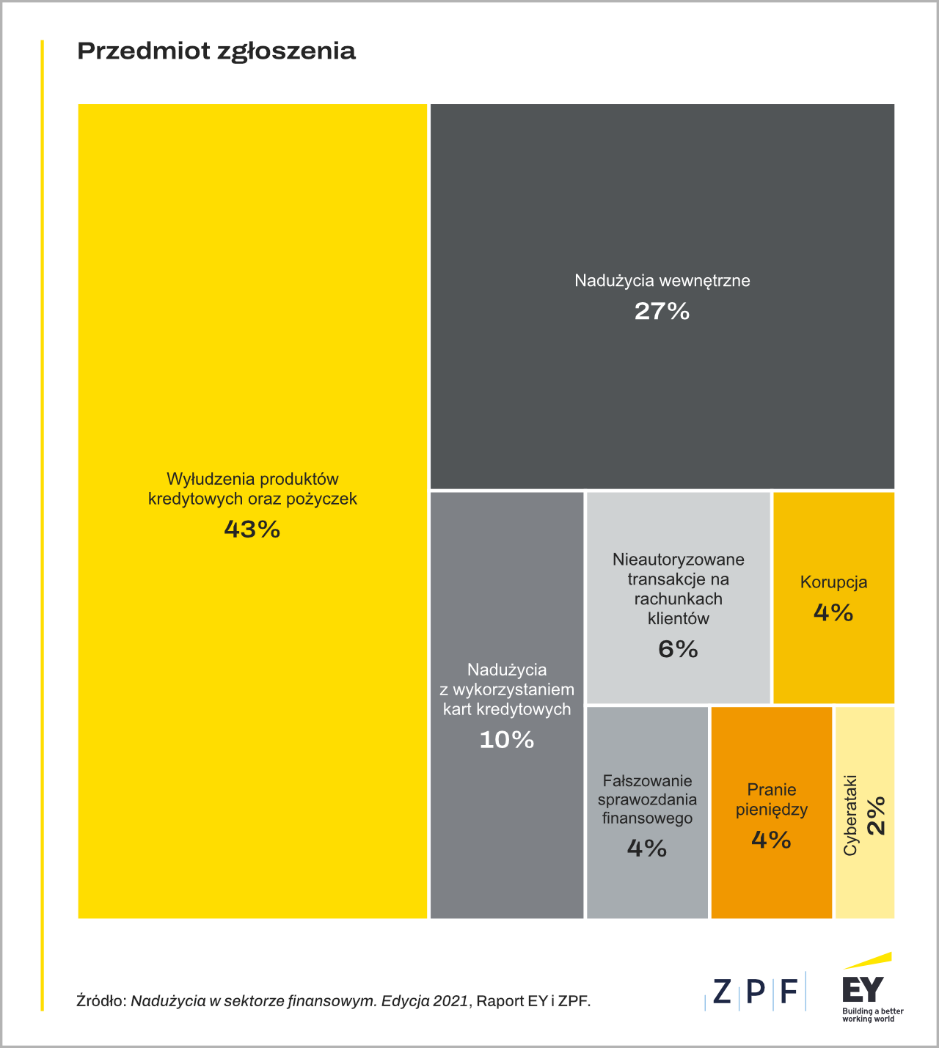 Przedmiot zgłoszenia
Wyłudzenia produktów
kredytowych oraz pożyczek
43%
Nadużycia wewnętrzne
27%
Nadużycia
z wykorzystaniem
kart kredytowych
10%
Nieautoryzowane
transakcje na
rachunkach
klientów
6%
Korupcja
4%
Fałszowanie
sprawozdania
finansowego
4%
Pranie
pieniędzy
4%
Cyberataki
2%
Źródło: Nadużycia w sektorze finansowym. Edycja 2021, Raport EY i ZPF.
ZPF
EY
Building a better
working world